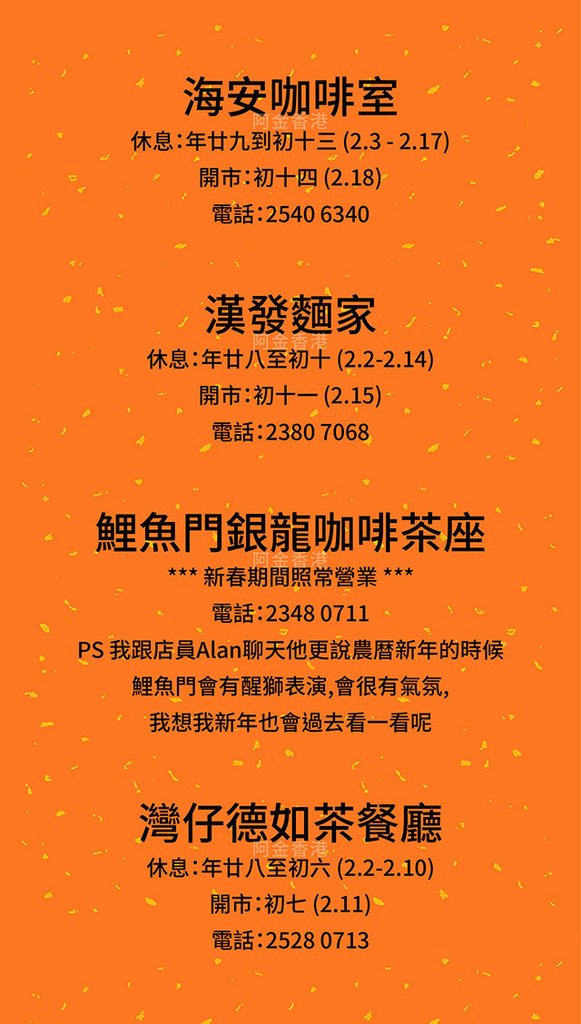 海安咖啡室
阿金香港
休息:年廿九到初十三 (2.3 - 2.17)
開市:初十四 (2.18)
電話:2540 6340
漢發麵家
阿金香港
休息:年廿八至初十 (2.2-2.14)
開市:初十一 (2.15)
電話:2380 7068
鯉魚門銀龍咖啡茶座
阿金香港
*** 新春期間照常營業 ***
電話:2348 0711
PS 我跟店員Alan聊天他更說農曆新年的時候
鯉魚門會有醒獅表演,會很有氣氛,
我想我新年也會過去看一看呢
灣仔德如茶餐廳
阿金香港
休息:年廿八至初六 (2.2-2.10)
開市:初七 (2.11)
電話:2528 0713